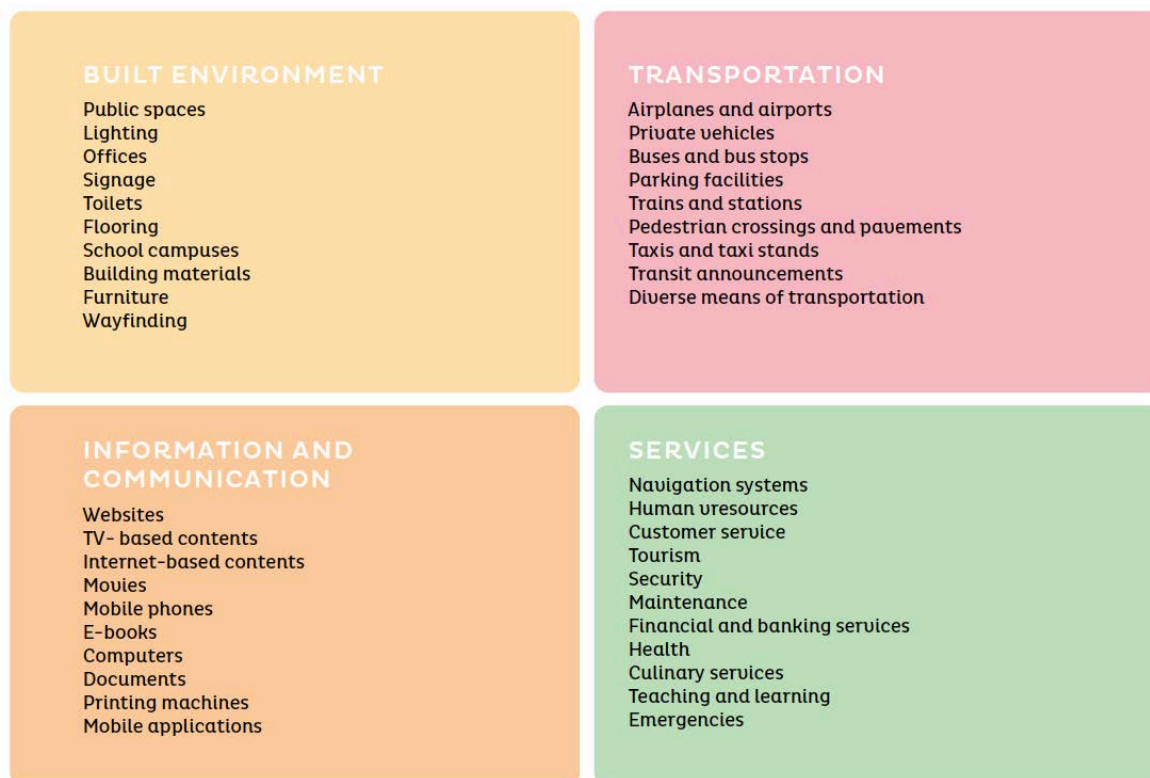 BUILT ENVIRONMENT
Public spaces
Lighting
Offices
Signage
Toilets
Flooring
School campuses
Building materials
Furniture
Wayfinding
TRANSPORTATION
Airplanes and airports
Private vehicles
Buses and bus stops
Parking facilities
Trains and stations
Pedestrian crossings and pavements
Taxis and taxi stands
Transit announcements
Diverse means of transportation
INFORMATION AND
COMMUNICATION
Websites
TV- based contents
Internet-based contents
Movies
Mobile phones
E-books
Computers
Documents
Printing machines
Mobile applications
SERVICES
Navigation systems
Human vresources
Customer service
Tourism
Security
Maintenance
Financial and banking services
Health
Culinary services
Teaching and learning
Emergencies